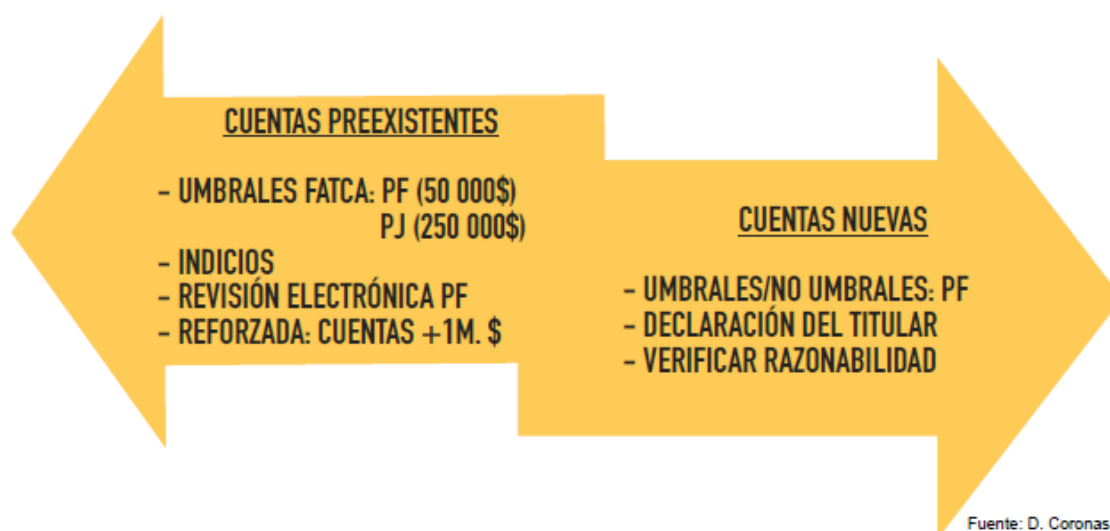 CUENTAS PREEXISTENTES
– UMBRALES FATCA: PF (50 000$)
PJ (250 000$)
– INDICIOS
– REVISIÓN ELECTRÓNICA PF
– REFORZADA: CUENTAS +1M. $
CUENTAS NUEVAS
– UMBRALES/NO UMBRALES: PF
– DECLARACIÓN DEL TITULAR
– VERIFICAR RAZONABILIDAD
Fuente: D. Coronas